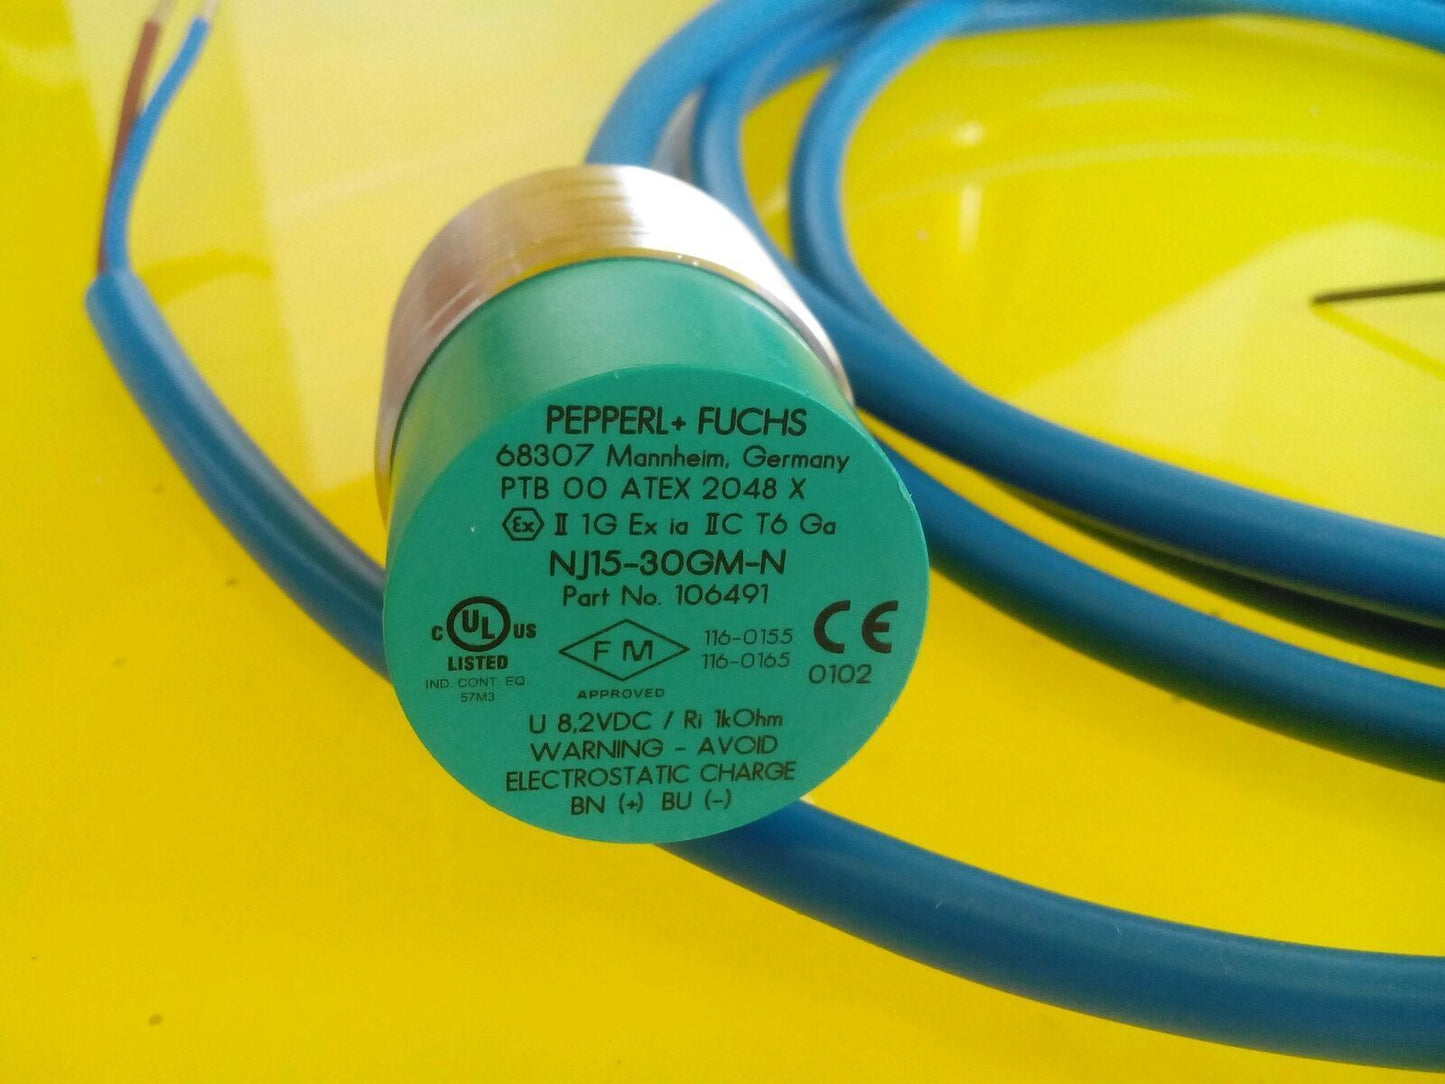 PEPPERL+ FUCHS
68307 Mannheim, Germany
PTB 00 ATEX 2048 X
Ex II 1G Ex ia IIC T6 Ga
NJ15-30GM-N
Part No. 106491
C UL US
LISTED
IND. CONT. EQ.
57M3
FM
APPROVED
116-0155
116-0165
CE
0102
U 8,2VDC / Ri 1kOhm
WARNING - AVOID
ELECTROSTATIC CHARGE
BN (+) BU (-)